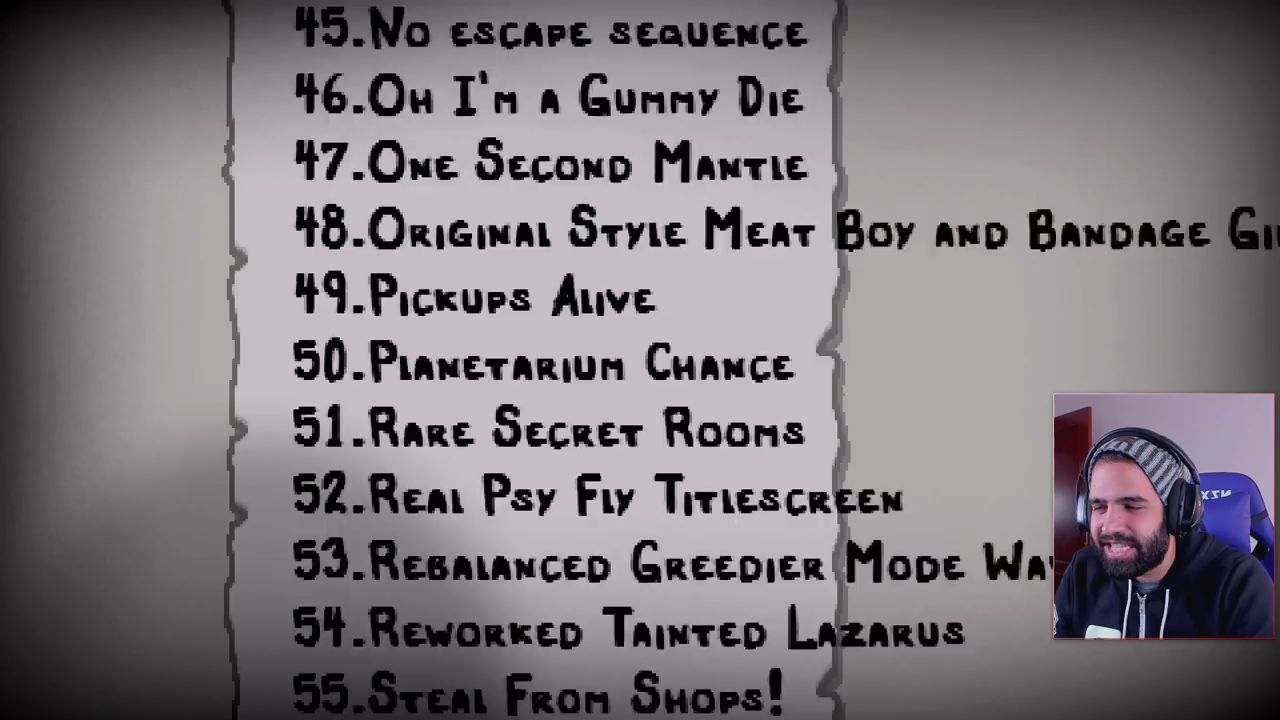 45.No escape sequence
46.Oh I'm a Gummy Die
47.One Second Mantle
48.Original Style Meat Boy and Bandage
49.Pickups Alive
50.Planetarium Chance
51.Rare Secret Rooms
52.Real Psy Fly Titlescreen
53.Rebalanced Greedier Mode
54.Reworked Tainted Lazarus
55.Steal From Shops!